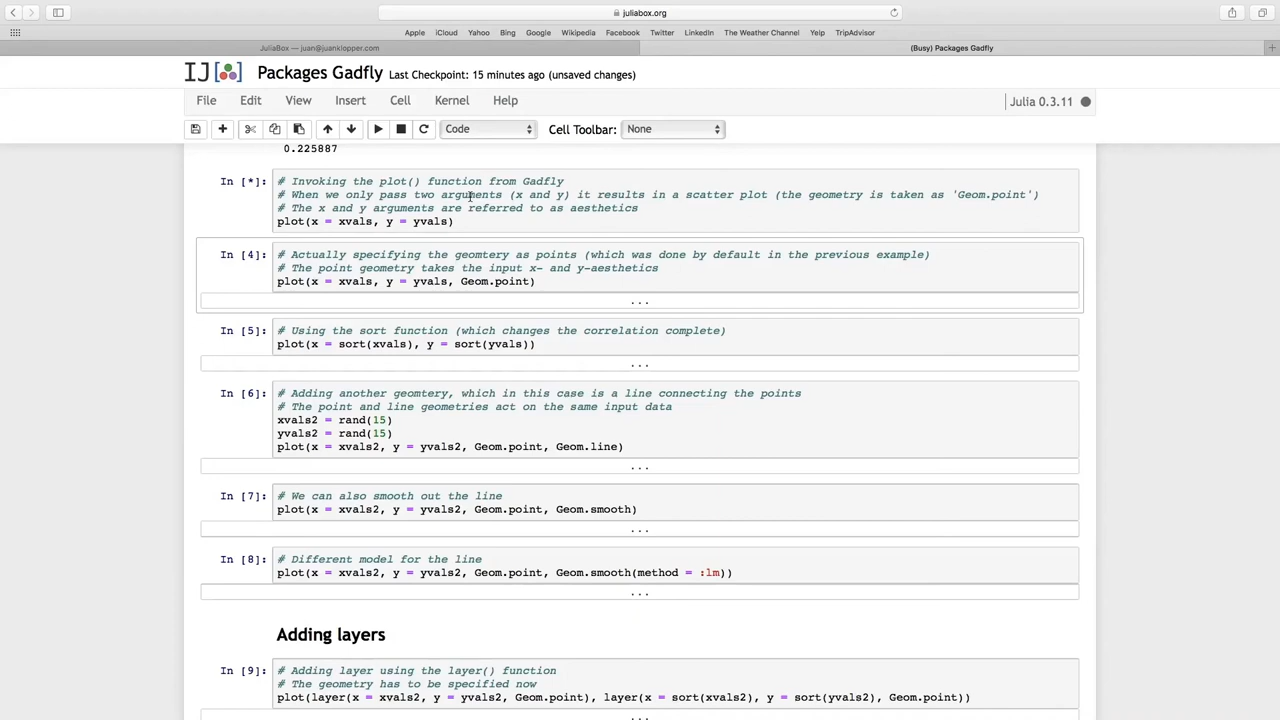 juliabox.org
Apple iCloud Yahoo Bing Google Wikipedia Facebook Twitter LinkedIn The Weather Channel Yelp TripAdvisor
JuliaBox — juan@juanklopper.com (Busy) Packages Gadfly
IJ Packages Gadfly Last Checkpoint: 15 minutes ago (unsaved changes)
File Edit View Insert Cell Kernel Help Julia 0.3.11
Code Cell Toolbar: None
0.225887
In [*]: # Invoking the plot() function from Gadfly
# When we only pass two arguments (x and y) it results in a scatter plot (the geometry is taken as 'Geom.point')
# The x and y arguments are referred to as aesthetics
plot(x = xvals, y = yvals)
In [4]: # Actually specifying the geomtery as points (which was done by default in the previous example)
# The point geometry takes the input x- and y-aesthetics
plot(x = xvals, y = yvals, Geom.point)
...
In [5]: # Using the sort function (which changes the correlation complete)
plot(x = sort(xvals), y = sort(yvals))
...
In [6]: # Adding another geomtery, which in this case is a line connecting the points
# The point and line geometries act on the same input data
xvals2 = rand(15)
yvals2 = rand(15)
plot(x = xvals2, y = yvals2, Geom.point, Geom.line)
...
In [7]: # We can also smooth out the line
plot(x = xvals2, y = yvals2, Geom.point, Geom.smooth)
...
In [8]: # Different model for the line
plot(x = xvals2, y = yvals2, Geom.point, Geom.smooth(method = :lm))
...
Adding layers
In [9]: # Adding layer using the layer() function
# The geometry has to be specified now
plot(layer(x = xvals2, y = yvals2, Geom.point), layer(x = sort(xvals2), y = sort(yvals2), Geom.point))
...